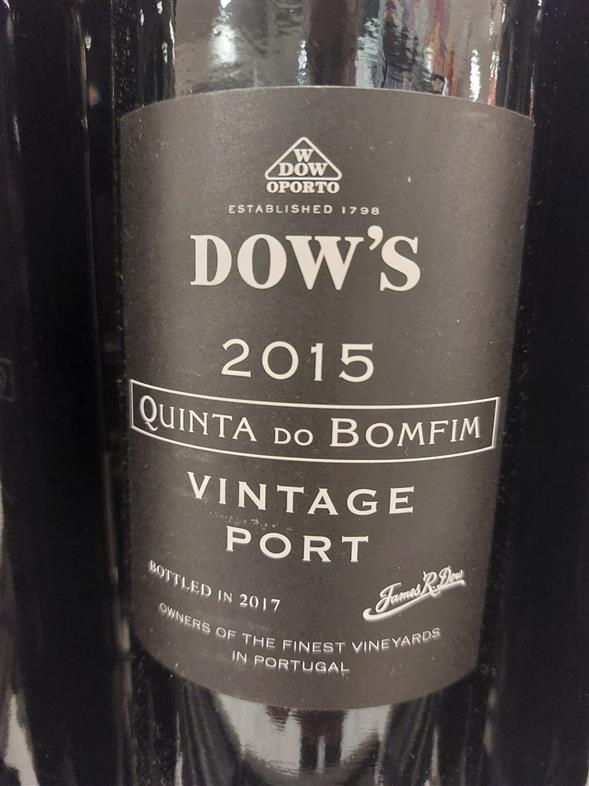 W
DOW
OPORTO
ESTABLISHED 1798
DOW'S
2015
QUINTA DO BOMFIM
VINTAGE
PORT
BOTTLED IN 2017
James R. Dow
OWNERS OF THE FINEST VINEYARDS
IN PORTUGAL